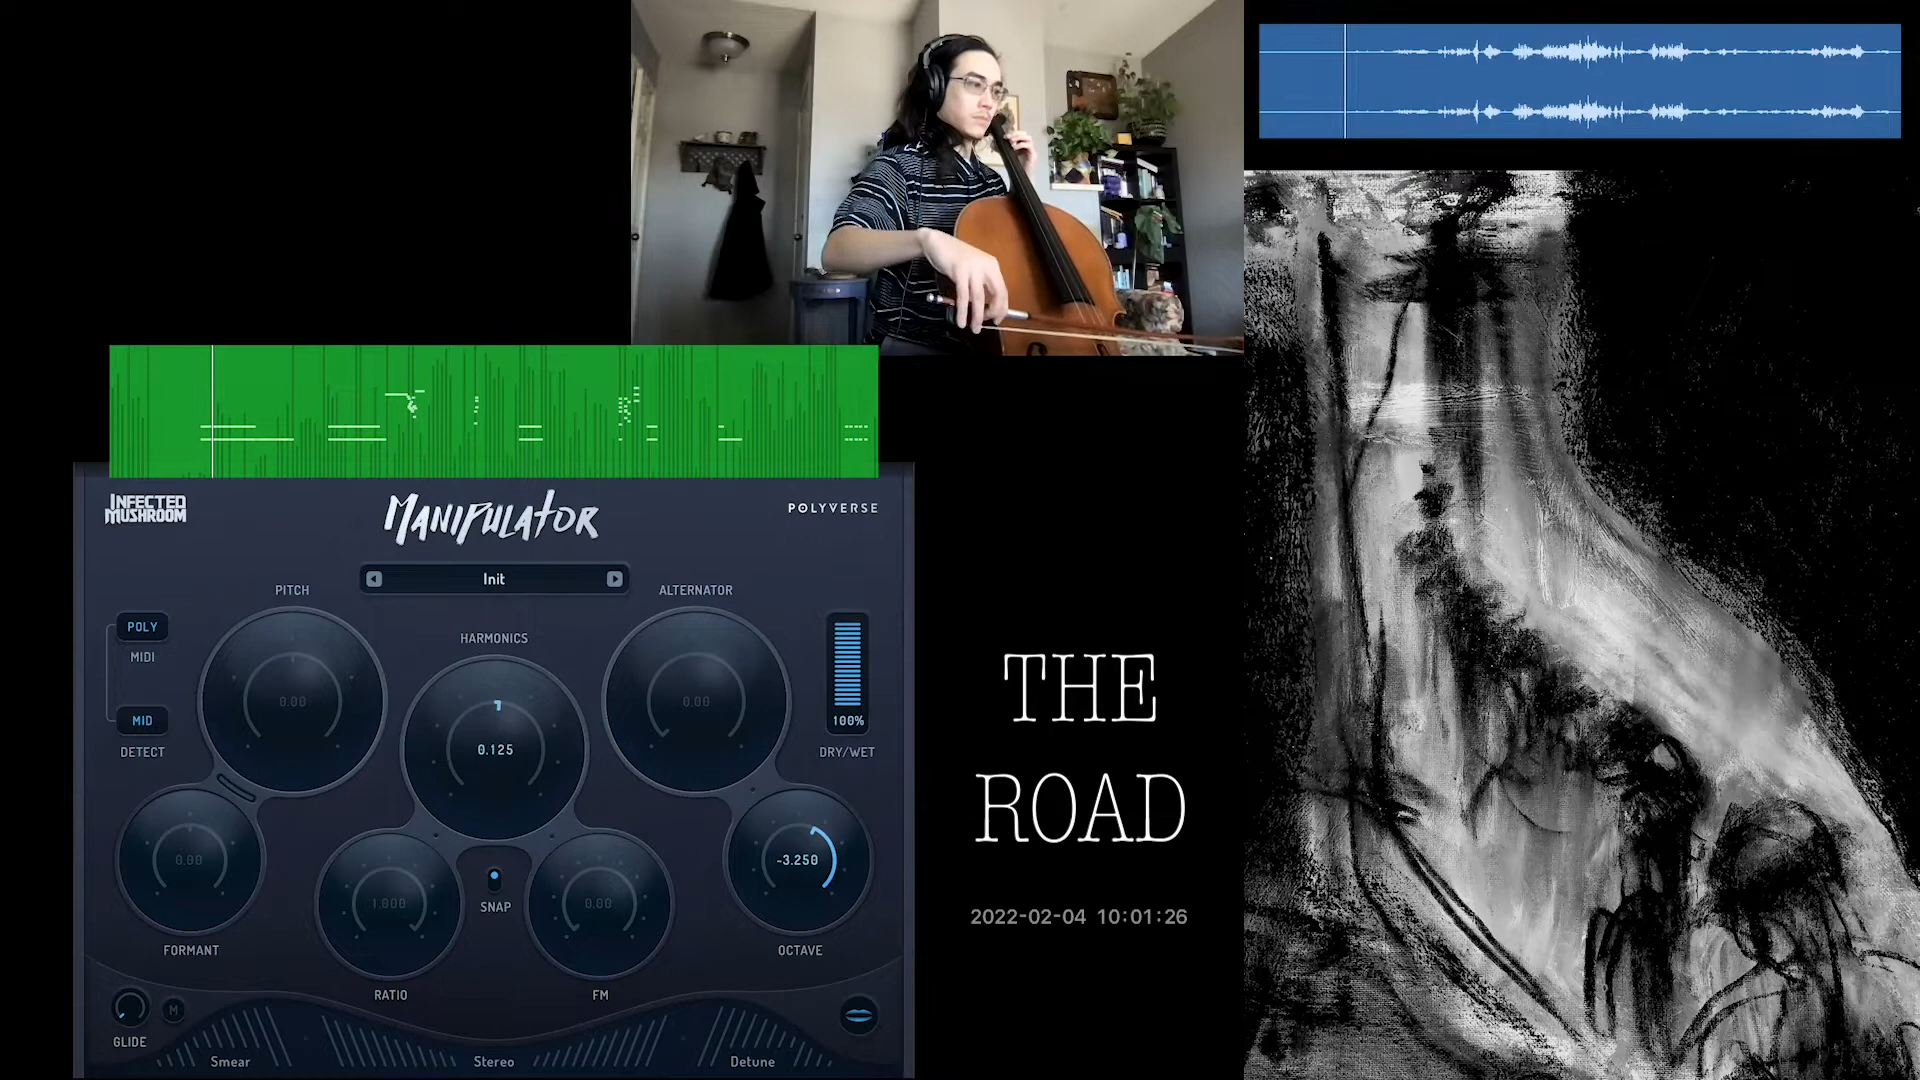 INFECTED
MUSHROOM
MANIPULATOR
POLYVERSE
Init
PITCH
ALTERNATOR
HARMONICS
POLY
MIDI
MID
DETECT
0.00
0.125
0.00
100%
DRY/WET
0.00
1.000
SNAP
0.00
-3.250
FORMANT
RATIO
FM
OCTAVE
GLIDE
M
Smear
Stereo
Detune
THE
ROAD
2022-02-04 10:01:26